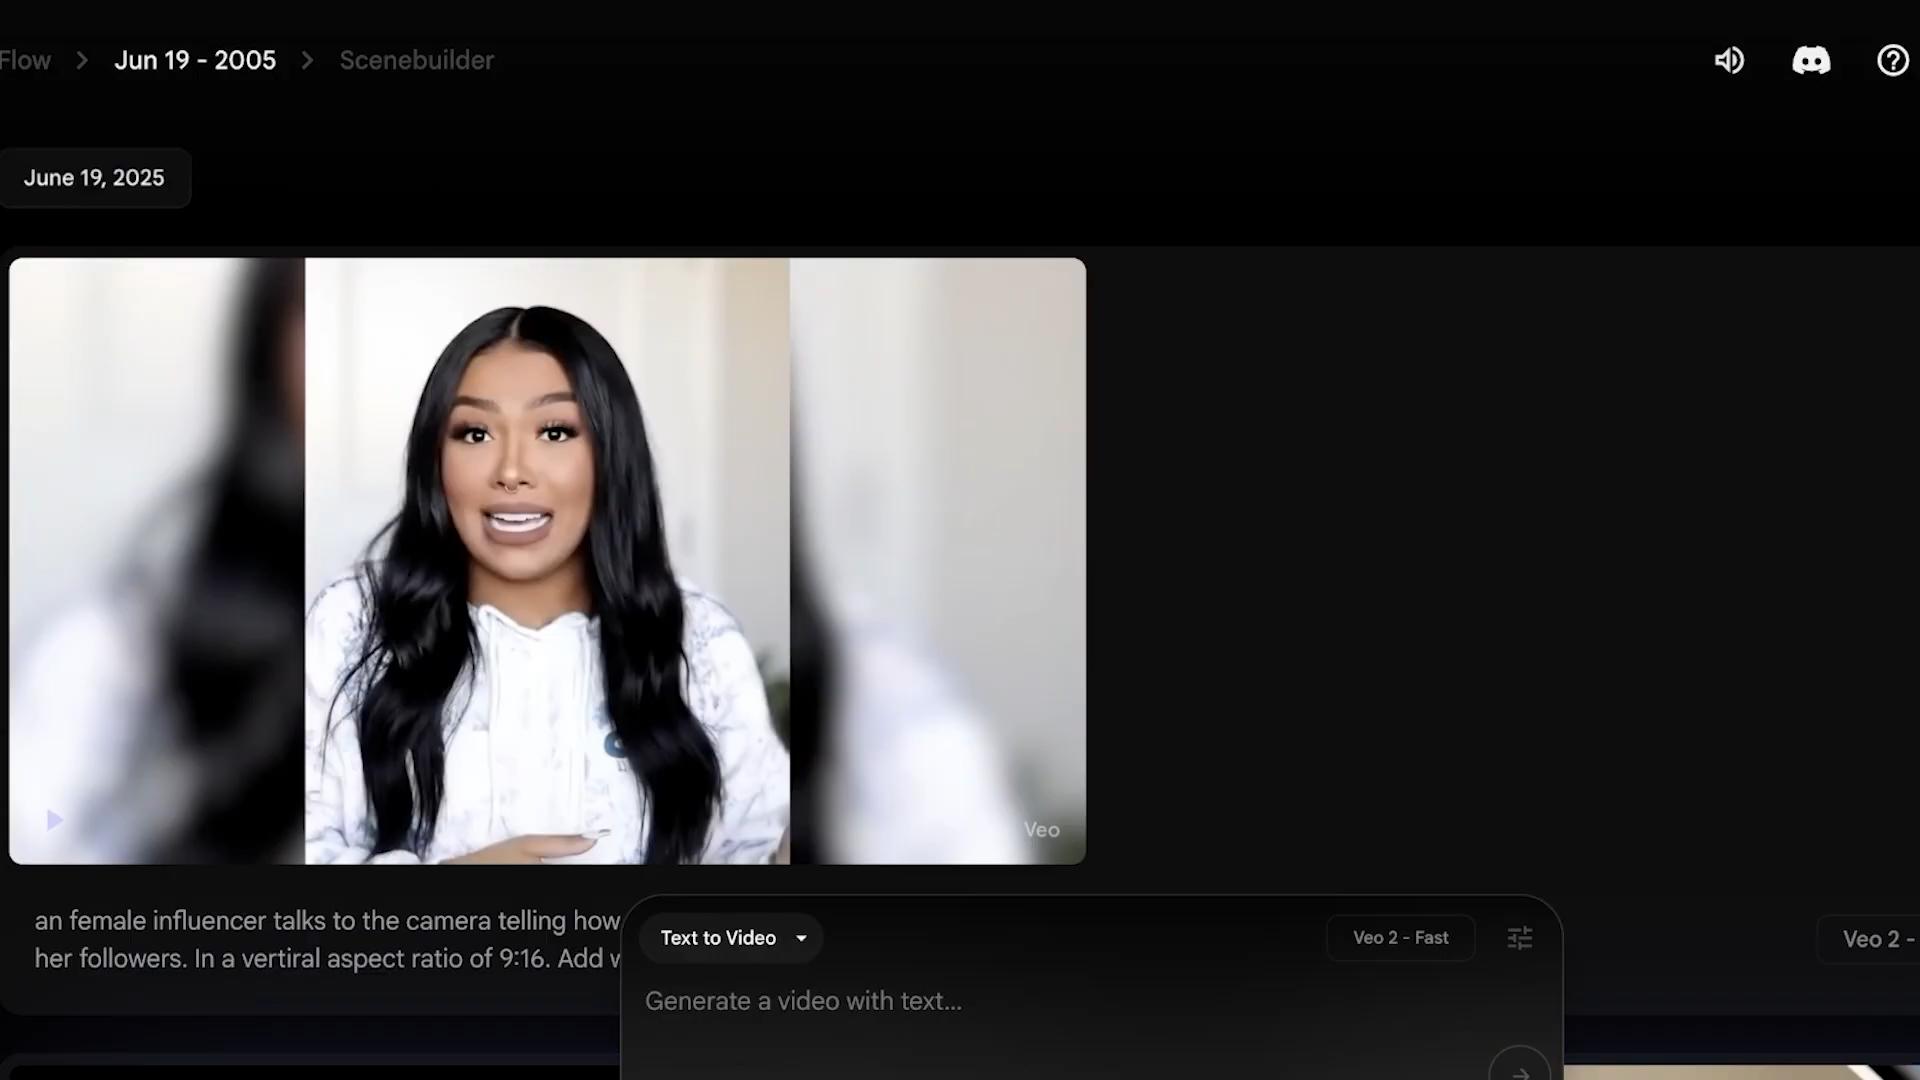 Flow > Jun 19 - 2005 > Scenebuilder
June 19, 2025
Veo
an female influencer talks to the camera telling how
her followers. In a vertiral aspect ratio of 9:16. Add
Text to Video
Veo 2 - Fast
Veo 2 -
Generate a video with text...